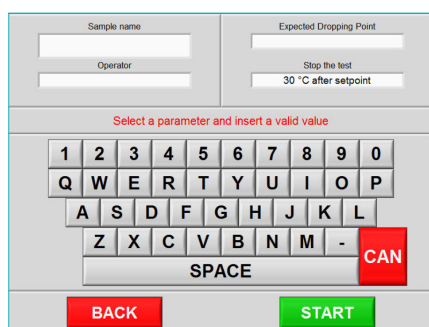 Sample name
Expected Dropping Point
Operator
Stop the test
30 °C after setpoint
Select a parameter and insert a valid value
1 2 3 4 5 6 7 8 9 0
Q W E R T Y U I O P
A S D F G H J K L
Z X C V B N M - CAN
SPACE
BACK START